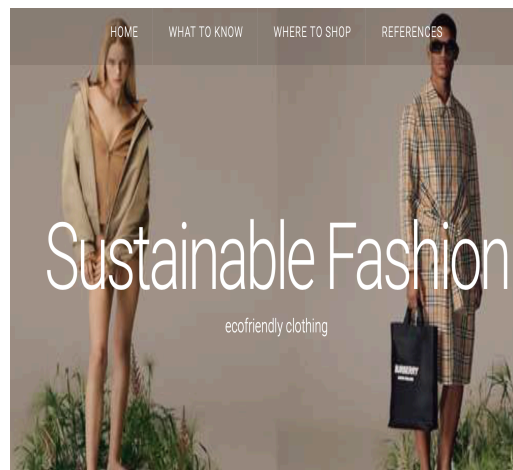 HOME WHAT TO KNOW WHERE TO SHOP REFERENCES
Sustainable Fashion
ecofriendly clothing
BURBERRY